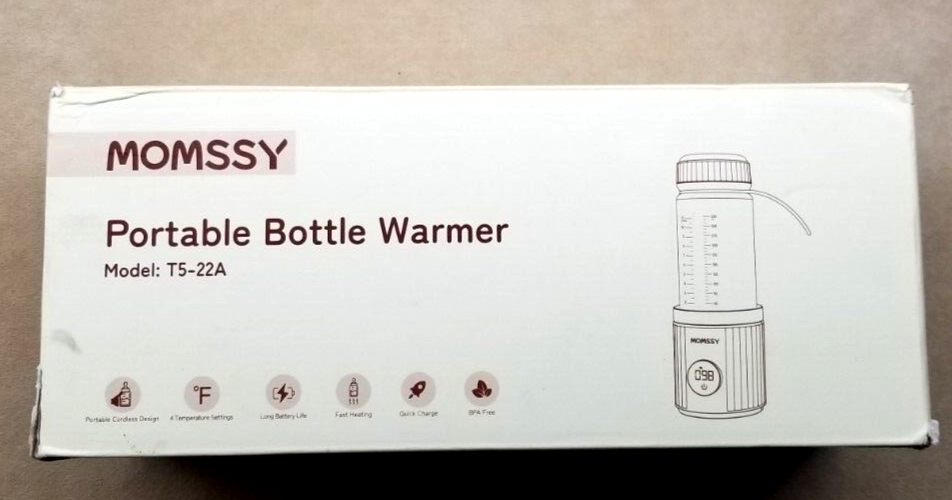 MOMSSY
Portable Bottle Warmer
Model: T5-22A
MOMSSY
098
Portable Cordless Design
4 Temperature Settings
°F
Long Battery Life
Fast Heating
Quick Charge
BPA Free